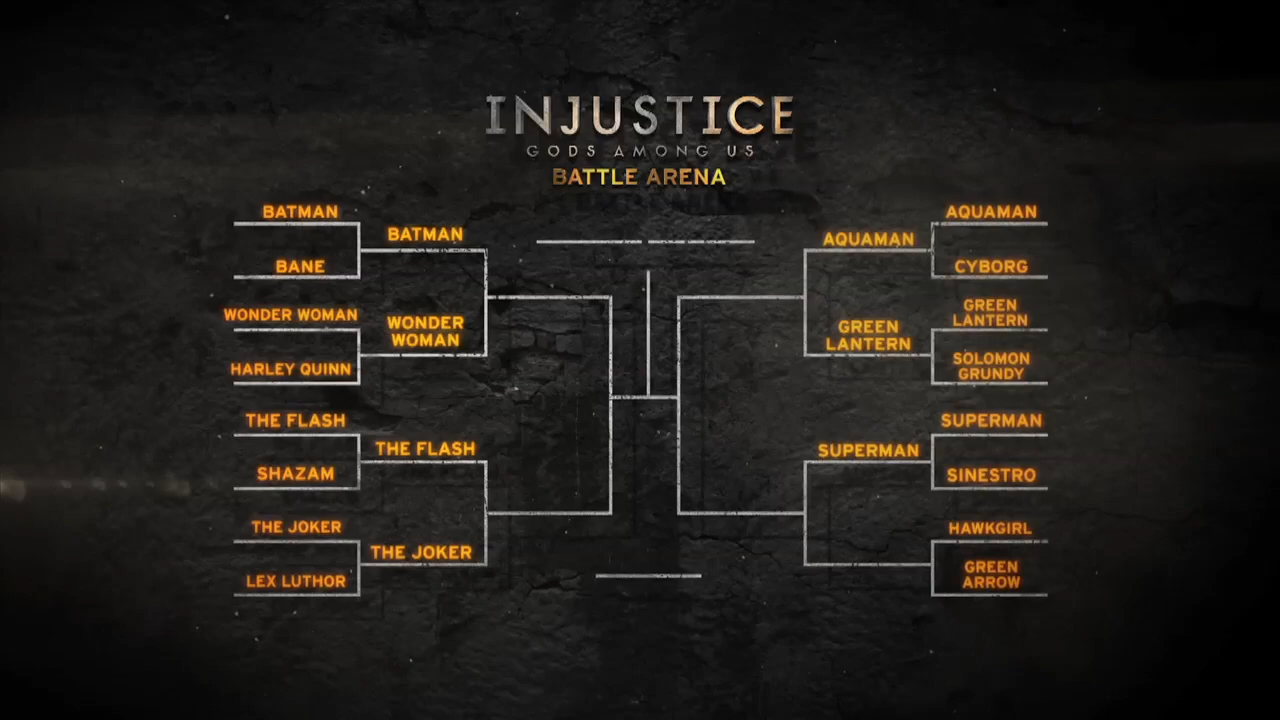 INJUSTICE
GODS AMONG US
BATTLE ARENA
BATMAN
BANE
WONDER WOMAN
HARLEY QUINN
THE FLASH
SHAZAM
THE JOKER
LEX LUTHOR
BATMAN
WONDER
WOMAN
THE FLASH
THE JOKER
AQUAMAN
GREEN
LANTERN
SUPERMAN
AQUAMAN
CYBORG
GREEN
LANTERN
SOLOMON
GRUNDY
SUPERMAN
SINESTRO
HAWKGIRL
GREEN
ARROW